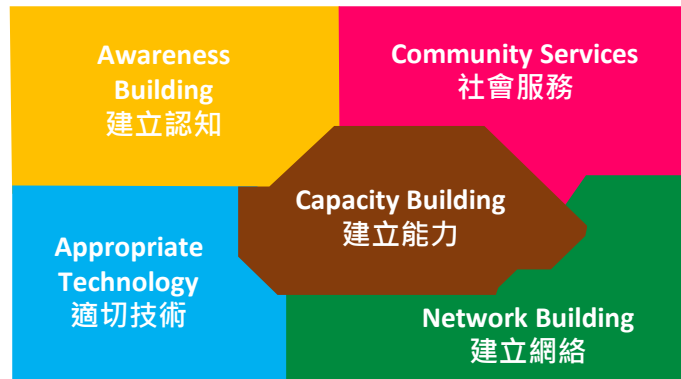 Awareness
Building
建立認知
Community Services
社會服務
Capacity Building
建立能力
Appropriate
Technology
適切技術
Network Building
建立網絡